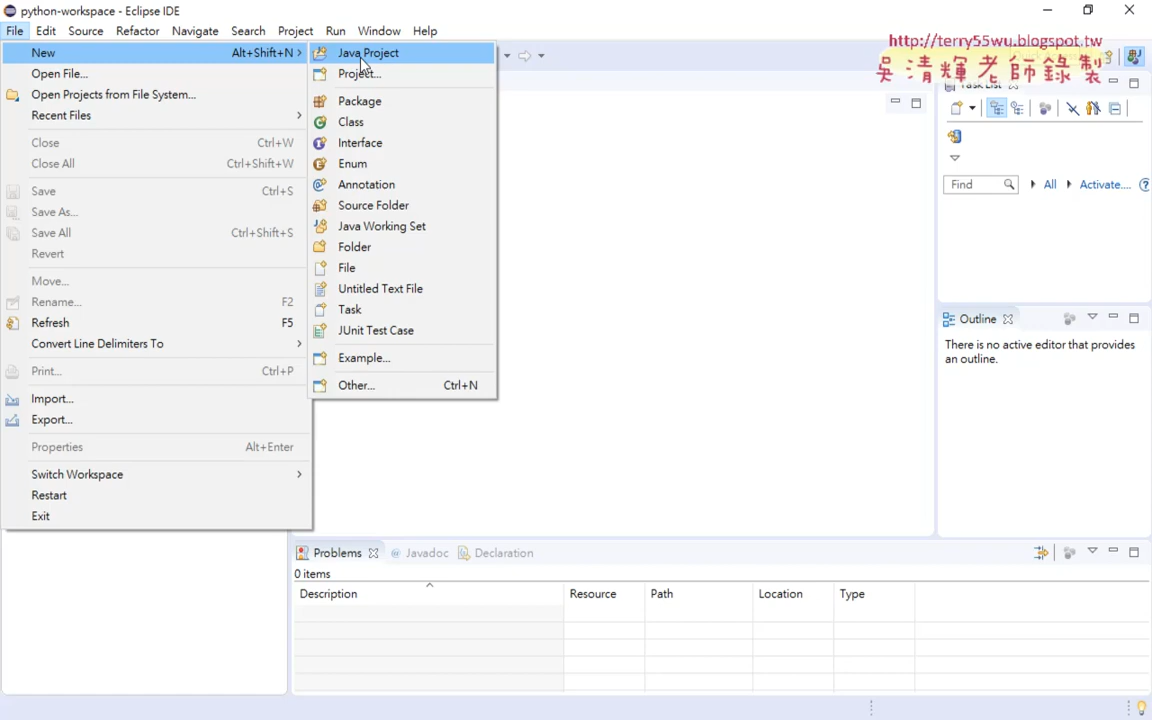 python-workspace - Eclipse IDE
File Edit Source Refactor Navigate Search Project Run Window Help
http://terry55wu.blogspot.tw
吳清輝老師錄製
New Alt+Shift+N
Open File...
Open Projects from File System...
Recent Files
Close Ctrl+W
Close All Ctrl+Shift+W
Save Ctrl+S
Save As...
Save All Ctrl+Shift+S
Revert
Move...
Rename... F2
Refresh F5
Convert Line Delimiters To
Print... Ctrl+P
Import...
Export...
Properties Alt+Enter
Switch Workspace
Restart
Exit
Java Project
Project...
Package
Class
Interface
Enum
Annotation
Source Folder
Java Working Set
Folder
File
Untitled Text File
Task
JUnit Test Case
Example...
Other... Ctrl+N
Task List
Find All Activate...
Outline
There is no active editor that provides
an outline.
Problems Javadoc Declaration
0 items
Description Resource Path Location Type